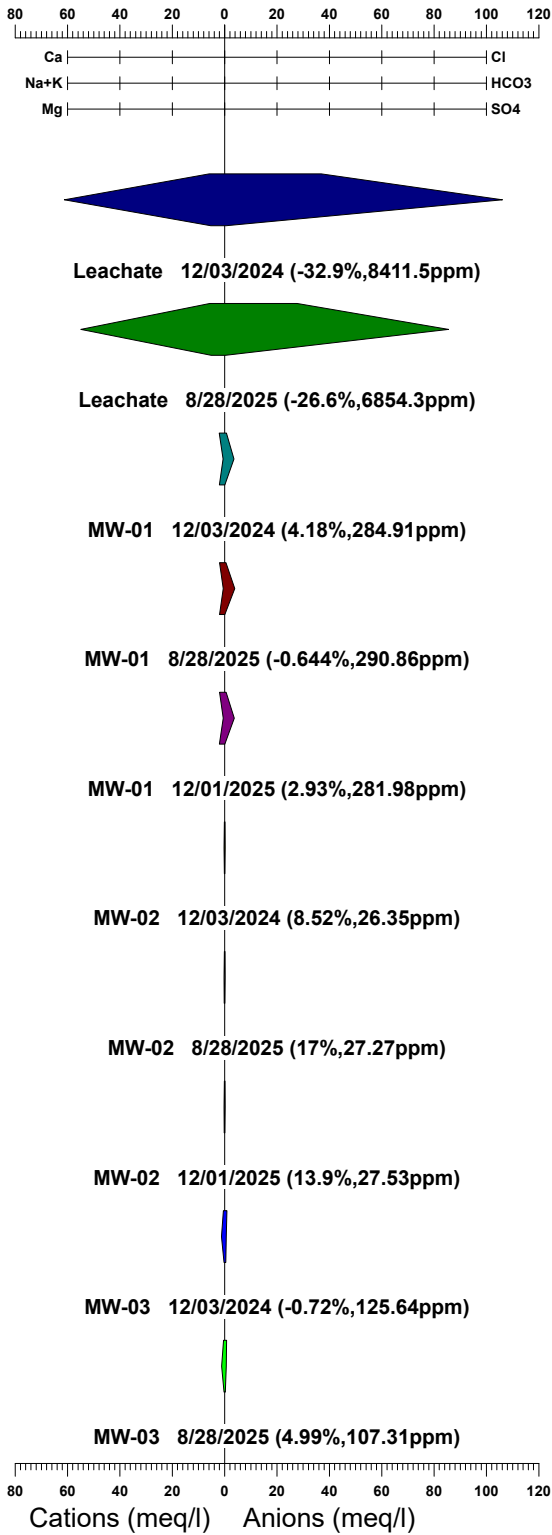 80 60 40 20 0 20 40 60 80 100 120
Ca Cl
Na+K HCO3
Mg SO4
Leachate 12/03/2024 (-32.9%,8411.5ppm)
Leachate 8/28/2025 (-26.6%,6854.3ppm)
MW-01 12/03/2024 (4.18%,284.91ppm)
MW-01 8/28/2025 (-0.644%,290.86ppm)
MW-01 12/01/2025 (2.93%,281.98ppm)
MW-02 12/03/2024 (8.52%,26.35ppm)
MW-02 8/28/2025 (17%,27.27ppm)
MW-02 12/01/2025 (13.9%,27.53ppm)
MW-03 12/03/2024 (-0.72%,125.64ppm)
MW-03 8/28/2025 (4.99%,107.31ppm)
80 60 40 20 0 20 40 60 80 100 120
Cations (meq/l) Anions (meq/l)